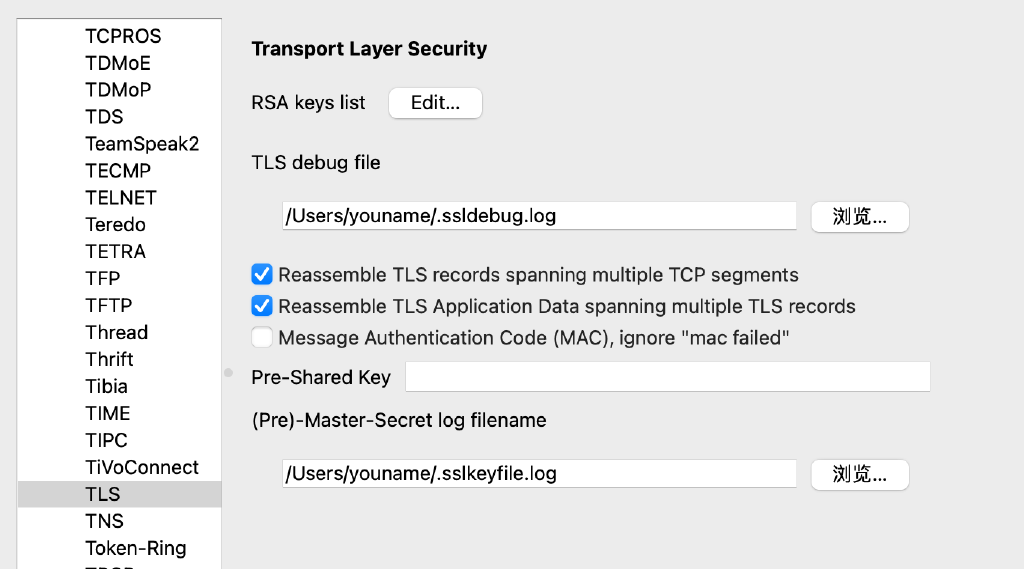 TCPROS
TDMoE
TDMoP
TDS
TeamSpeak2
TECMP
TELNET
Teredo
TETRA
TFP
TFTP
Thread
Thrift
Tibia
TIME
TIPC
TiVoConnect
TLS
TNS
Token-Ring
Transport Layer Security
RSA keys list Edit...
TLS debug file
/Users/youname/.ssldebug.log 浏览...
Reassemble TLS records spanning multiple TCP segments
Reassemble TLS Application Data spanning multiple TLS records
Message Authentication Code (MAC), ignore "mac failed"
Pre-Shared Key
(Pre)-Master-Secret log filename
/Users/youname/.sslkeyfile.log 浏览...